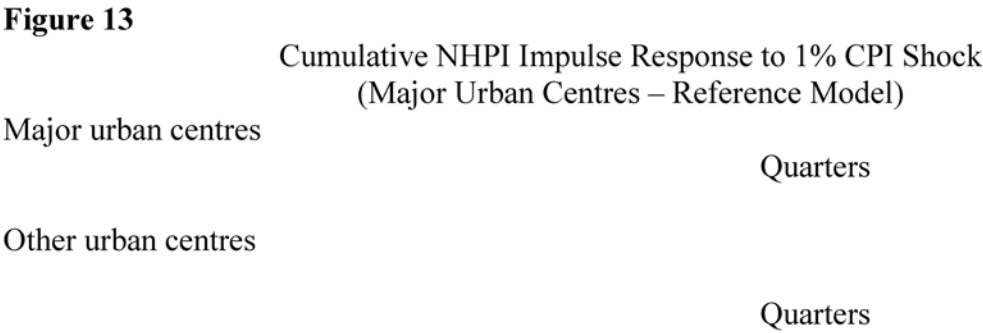 Figure 13
Cumulative NHPI Impulse Response to 1% CPI Shock
(Major Urban Centres – Reference Model)
Major urban centres
Quarters
Other urban centres
Quarters